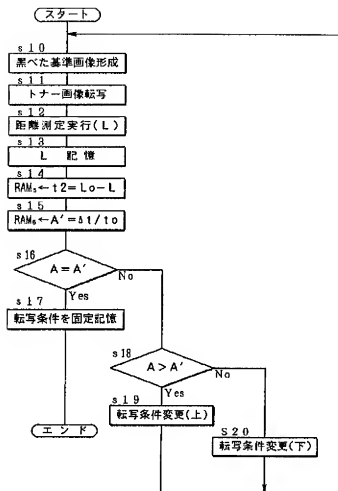 スタート
s10
黒べた基準画像形成
s11
トナー画像転写
s12
距離測定実行(L)
s13
L 記憶
s14
RAM₅←t2=Lo−L
s15
RAM₆←A'=Δt/to
s16
A=A'
No
Yes
s17
転写条件を固定記憶
s18
A>A'
No
Yes
s19
転写条件変更(上)
エンド
S20
転写条件変更(下)